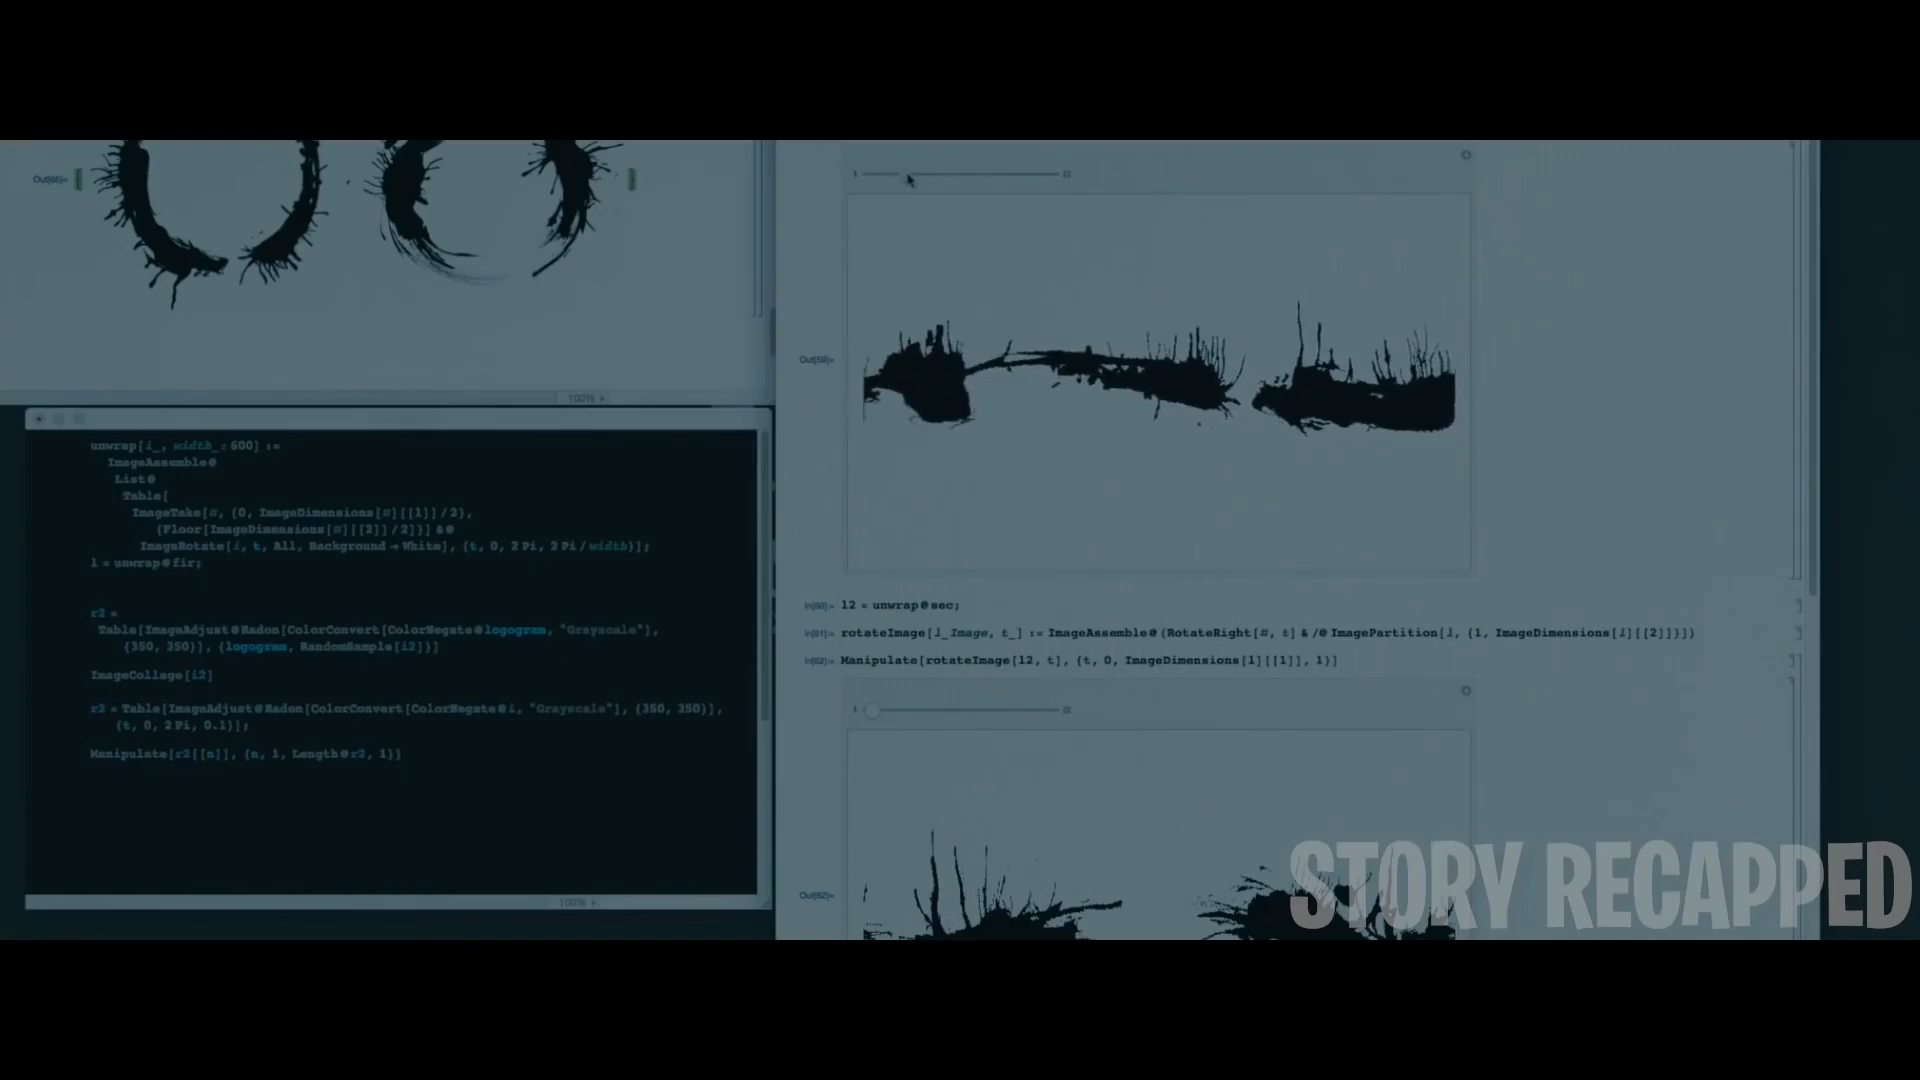 Out[65]=
100%
unwrap[i_, width_: 600] :=
ImageAssemble@
List@
Table[
ImageTake[#, {0, ImageDimensions[#][[1]]/2},
{Floor[ImageDimensions[#][[2]]/2]}] &@
ImageRotate[i, t, All, Background → White], {t, 0, 2 Pi, 2 Pi/width}];
l = unwrap@fir;
r2 =
Table[ImageAdjust@Radon[ColorConvert[ColorNegate@logogram, "Grayscale"],
{350, 350}], {logogram, RandomSample[i2]}]
ImageCollage[i2]
r2 = Table[ImageAdjust@Radon[ColorConvert[ColorNegate@i, "Grayscale"], {350, 350}],
{t, 0, 2 Pi, 0.1}];
Manipulate[r2[[n]], {n, 1, Length@r2, 1}]
100%
Out[59]=
In[60]:= l2 = unwrap@sec;
In[61]:= rotateImage[l_Image, t_] := ImageAssemble@(RotateRight[#, t] & /@ ImagePartition[l, {1, ImageDimensions[l][[2]]}])
In[62]:= Manipulate[rotateImage[l2, t], {t, 0, ImageDimensions[l][[1]], 1}]
Out[62]=
STORY RECAPPED